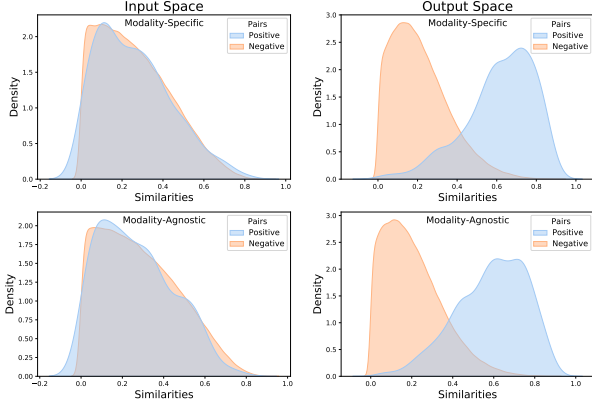 Input Space
Output Space
Modality-Specific
Pairs
Positive
Negative
Density
2.0
1.5
1.0
0.5
0.0
−0.2 0.0 0.2 0.4 0.6 0.8 1.0
Similarities
Modality-Specific
Pairs
Positive
Negative
Density
3.0
2.5
2.0
1.5
1.0
0.5
0.0
0.0 0.2 0.4 0.6 0.8 1.0
Similarities
Modality-Agnostic
Pairs
Positive
Negative
Density
2.00
1.75
1.50
1.25
1.00
0.75
0.50
0.25
0.00
−0.2 0.0 0.2 0.4 0.6 0.8 1.0
Similarities
Modality-Agnostic
Pairs
Positive
Negative
Density
3.0
2.5
2.0
1.5
1.0
0.5
0.0
0.0 0.2 0.4 0.6 0.8 1.0
Similarities